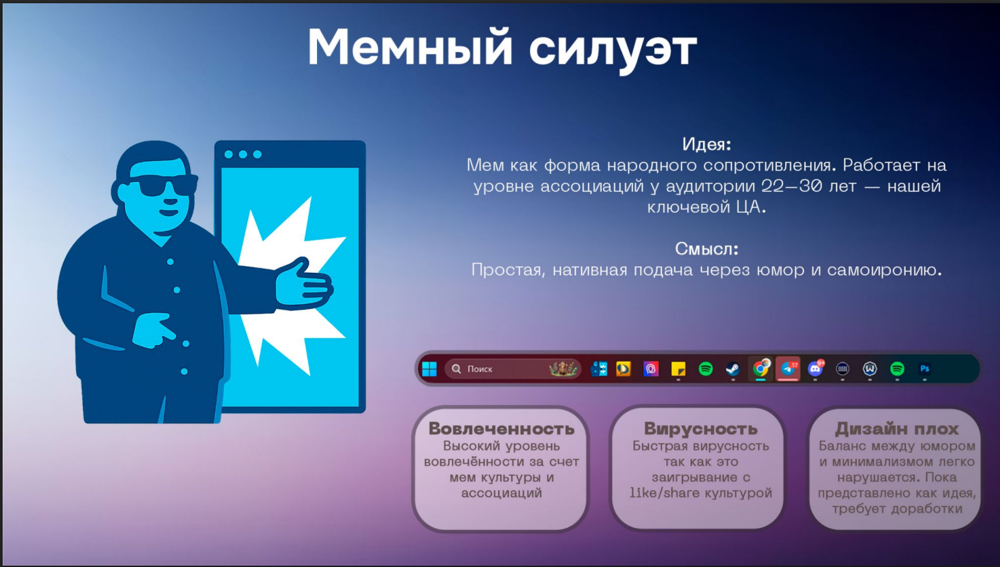 Мемный силуэт
Идея:
Мем как форма народного сопротивления. Работает на
уровне ассоциаций у аудитории 22–30 лет — нашей
ключевой ЦА.
Смысл:
Простая, нативная подача через юмор и самоиронию.
Поиск
57
9+
Ps
Вовлеченность
Высокий уровень
вовлечённости за счет
мем культуры и
ассоциаций
Вирусность
Быстрая вирусность
так как это
заигрывание с
like/share культурой
Дизайн плох
Баланс между юмором
и минимализмом легко
нарушается. Пока
представлено как идея,
требует доработки